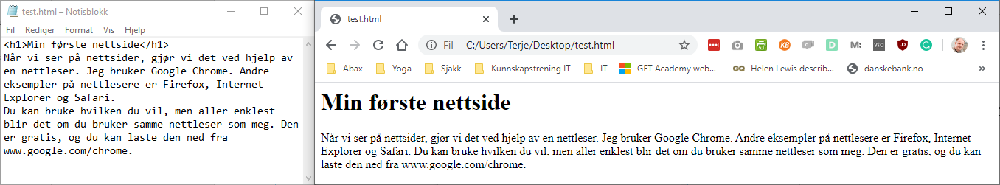 test.html – Notisblokk
Fil Rediger Format Vis Hjelp
<h1>Min første nettside</h1>
Når vi ser på nettsider, gjør vi det ved hjelp av
en nettleser. Jeg bruker Google Chrome. Andre
eksempler på nettlesere er Firefox, Internet
Explorer og Safari.
Du kan bruke hvilken du vil, men aller enklest
blir det om du bruker samme nettleser som meg. Den
er gratis, og du kan laste den ned fra
www.google.com/chrome.
test.html
Fil C:/Users/Terje/Desktop/test.html
KB D M: via UD G
Abax Yoga Sjakk Kunnskapstrening IT IT GET Academy web... GQ Helen Lewis describ... danskebank.no »
Min første nettside
Når vi ser på nettsider, gjør vi det ved hjelp av en nettleser. Jeg bruker Google Chrome. Andre eksempler på nettlesere er Firefox, Internet
Explorer og Safari. Du kan bruke hvilken du vil, men aller enklest blir det om du bruker samme nettleser som meg. Den er gratis, og du kan
laste den ned fra www.google.com/chrome.